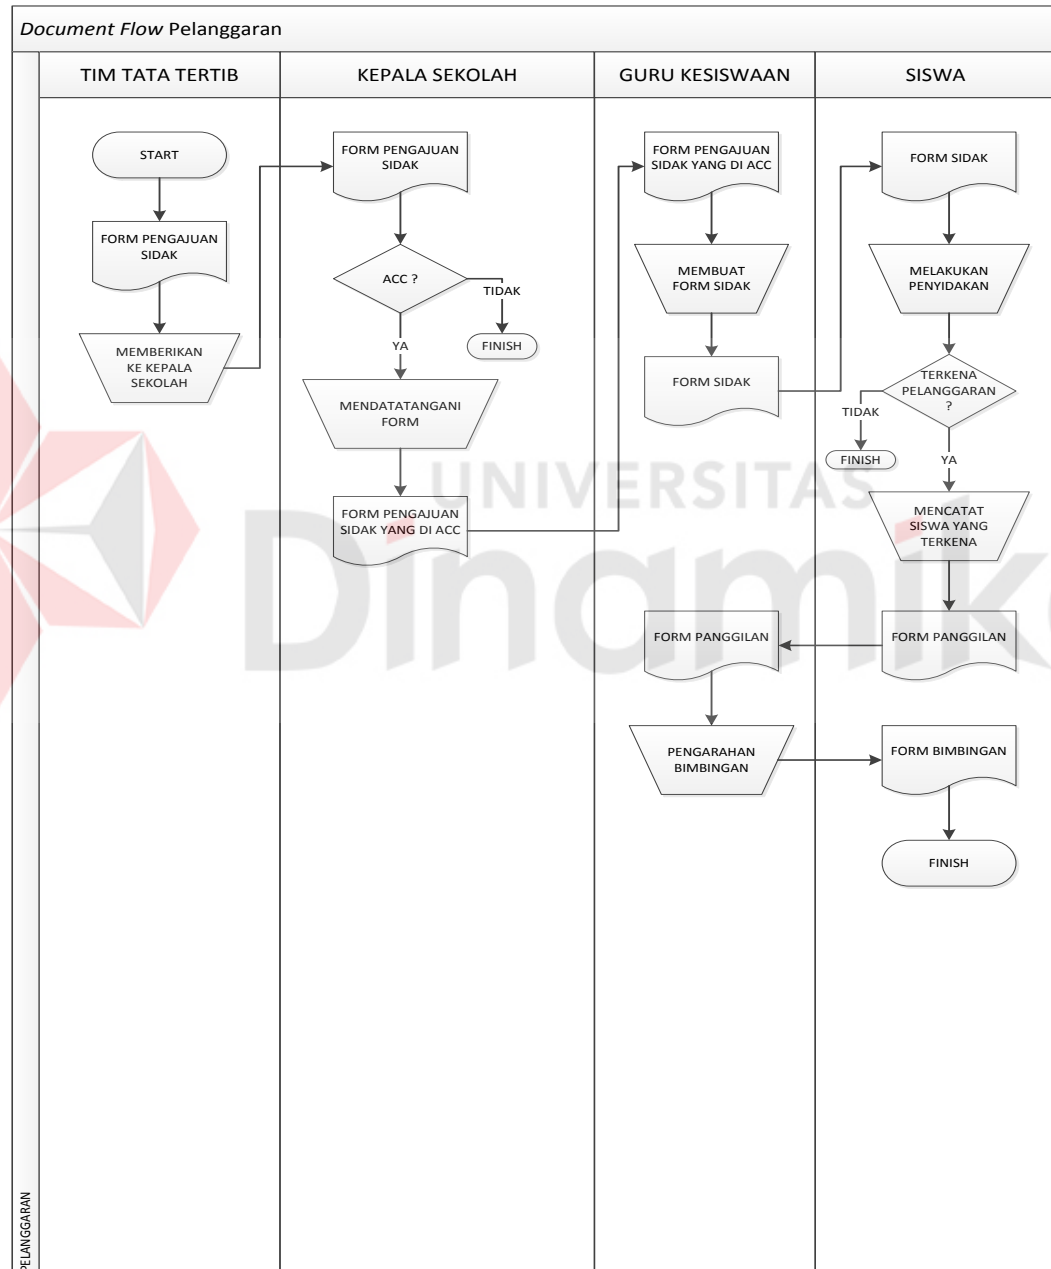 Document Flow Pelanggaran
TIM TATA TERTIB
KEPALA SEKOLAH
GURU KESISWAAN
SISWA
START
FORM PENGAJUAN
SIDAK
MEMBERIKAN
KE KEPALA
SEKOLAH
FORM PENGAJUAN
SIDAK
ACC ?
TIDAK
FINISH
YA
MENDATATANGANI
FORM
FORM PENGAJUAN
SIDAK YANG DI ACC
FORM PENGAJUAN
SIDAK YANG DI ACC
MEMBUAT
FORM SIDAK
FORM SIDAK
FORM SIDAK
MELAKUKAN
PENYIDAKAN
TERKENA
PELANGGARAN
?
TIDAK
FINISH
YA
MENCATAT
SISWA YANG
TERKENA
FORM PANGGILAN
FORM PANGGILAN
PENGARAHAN
BIMBINGAN
FORM BIMBINGAN
FINISH
PELANGGARAN
UNIVERSITAS
Dinamika